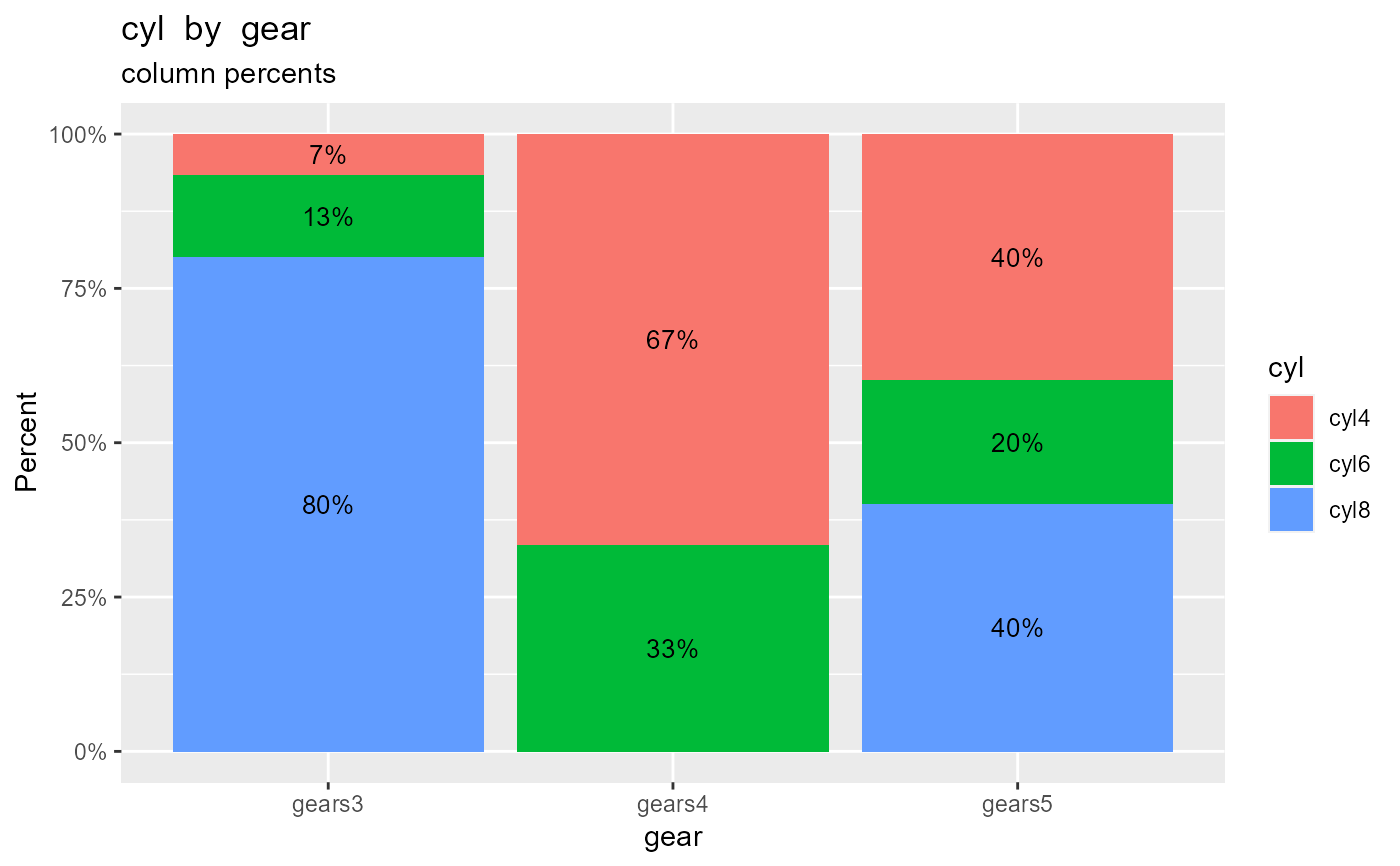 cyl  by  gear
column percents
100%
75%
50%
25%
0%
Percent
7%
13%
80%
67%
33%
40%
20%
40%
gears3
gears4
gears5
gear
cyl
cyl4
cyl6
cyl8